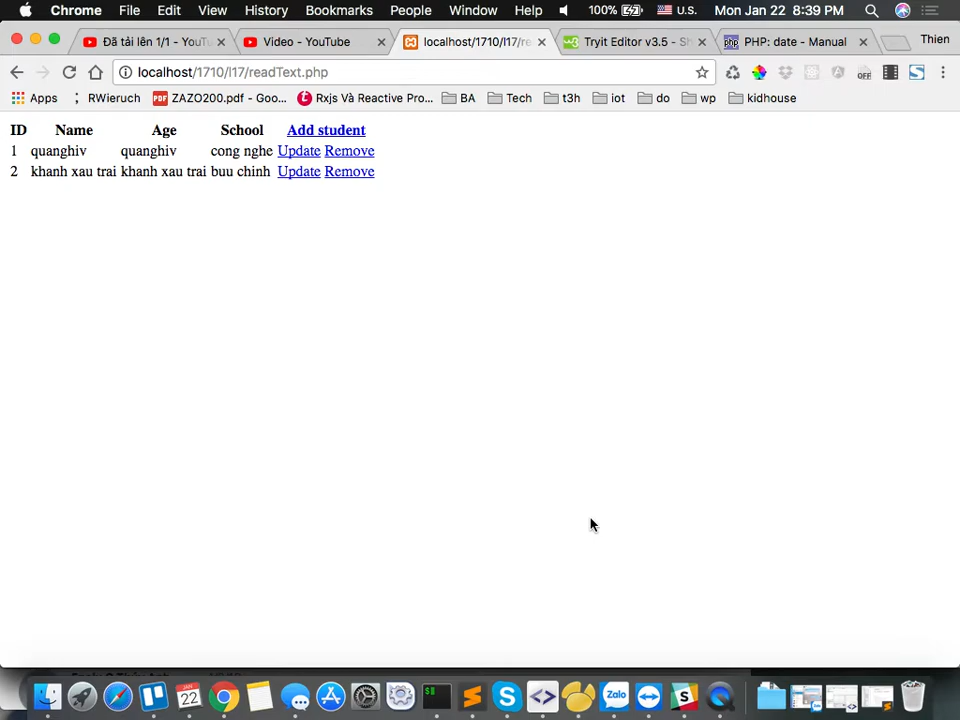 Chrome File Edit View History Bookmarks People Window Help 100% U.S. Mon Jan 22 8:39 PM
Đã tải lên 1/1 - YouTu Video - YouTube localhost/1710/l17/re Tryit Editor v3.5 - Sh PHP: date - Manual Thien
localhost/1710/l17/readText.php OFF
Apps RWieruch ZAZO200.pdf - Goo... Rxjs Và Reactive Pro... BA Tech t3h iot do wp kidhouse
ID Name Age School Add student
1 quanghiv quanghiv cong nghe Update Remove
2 khanh xau trai khanh xau trai buu chinh Update Remove
JAN
22
Zalo